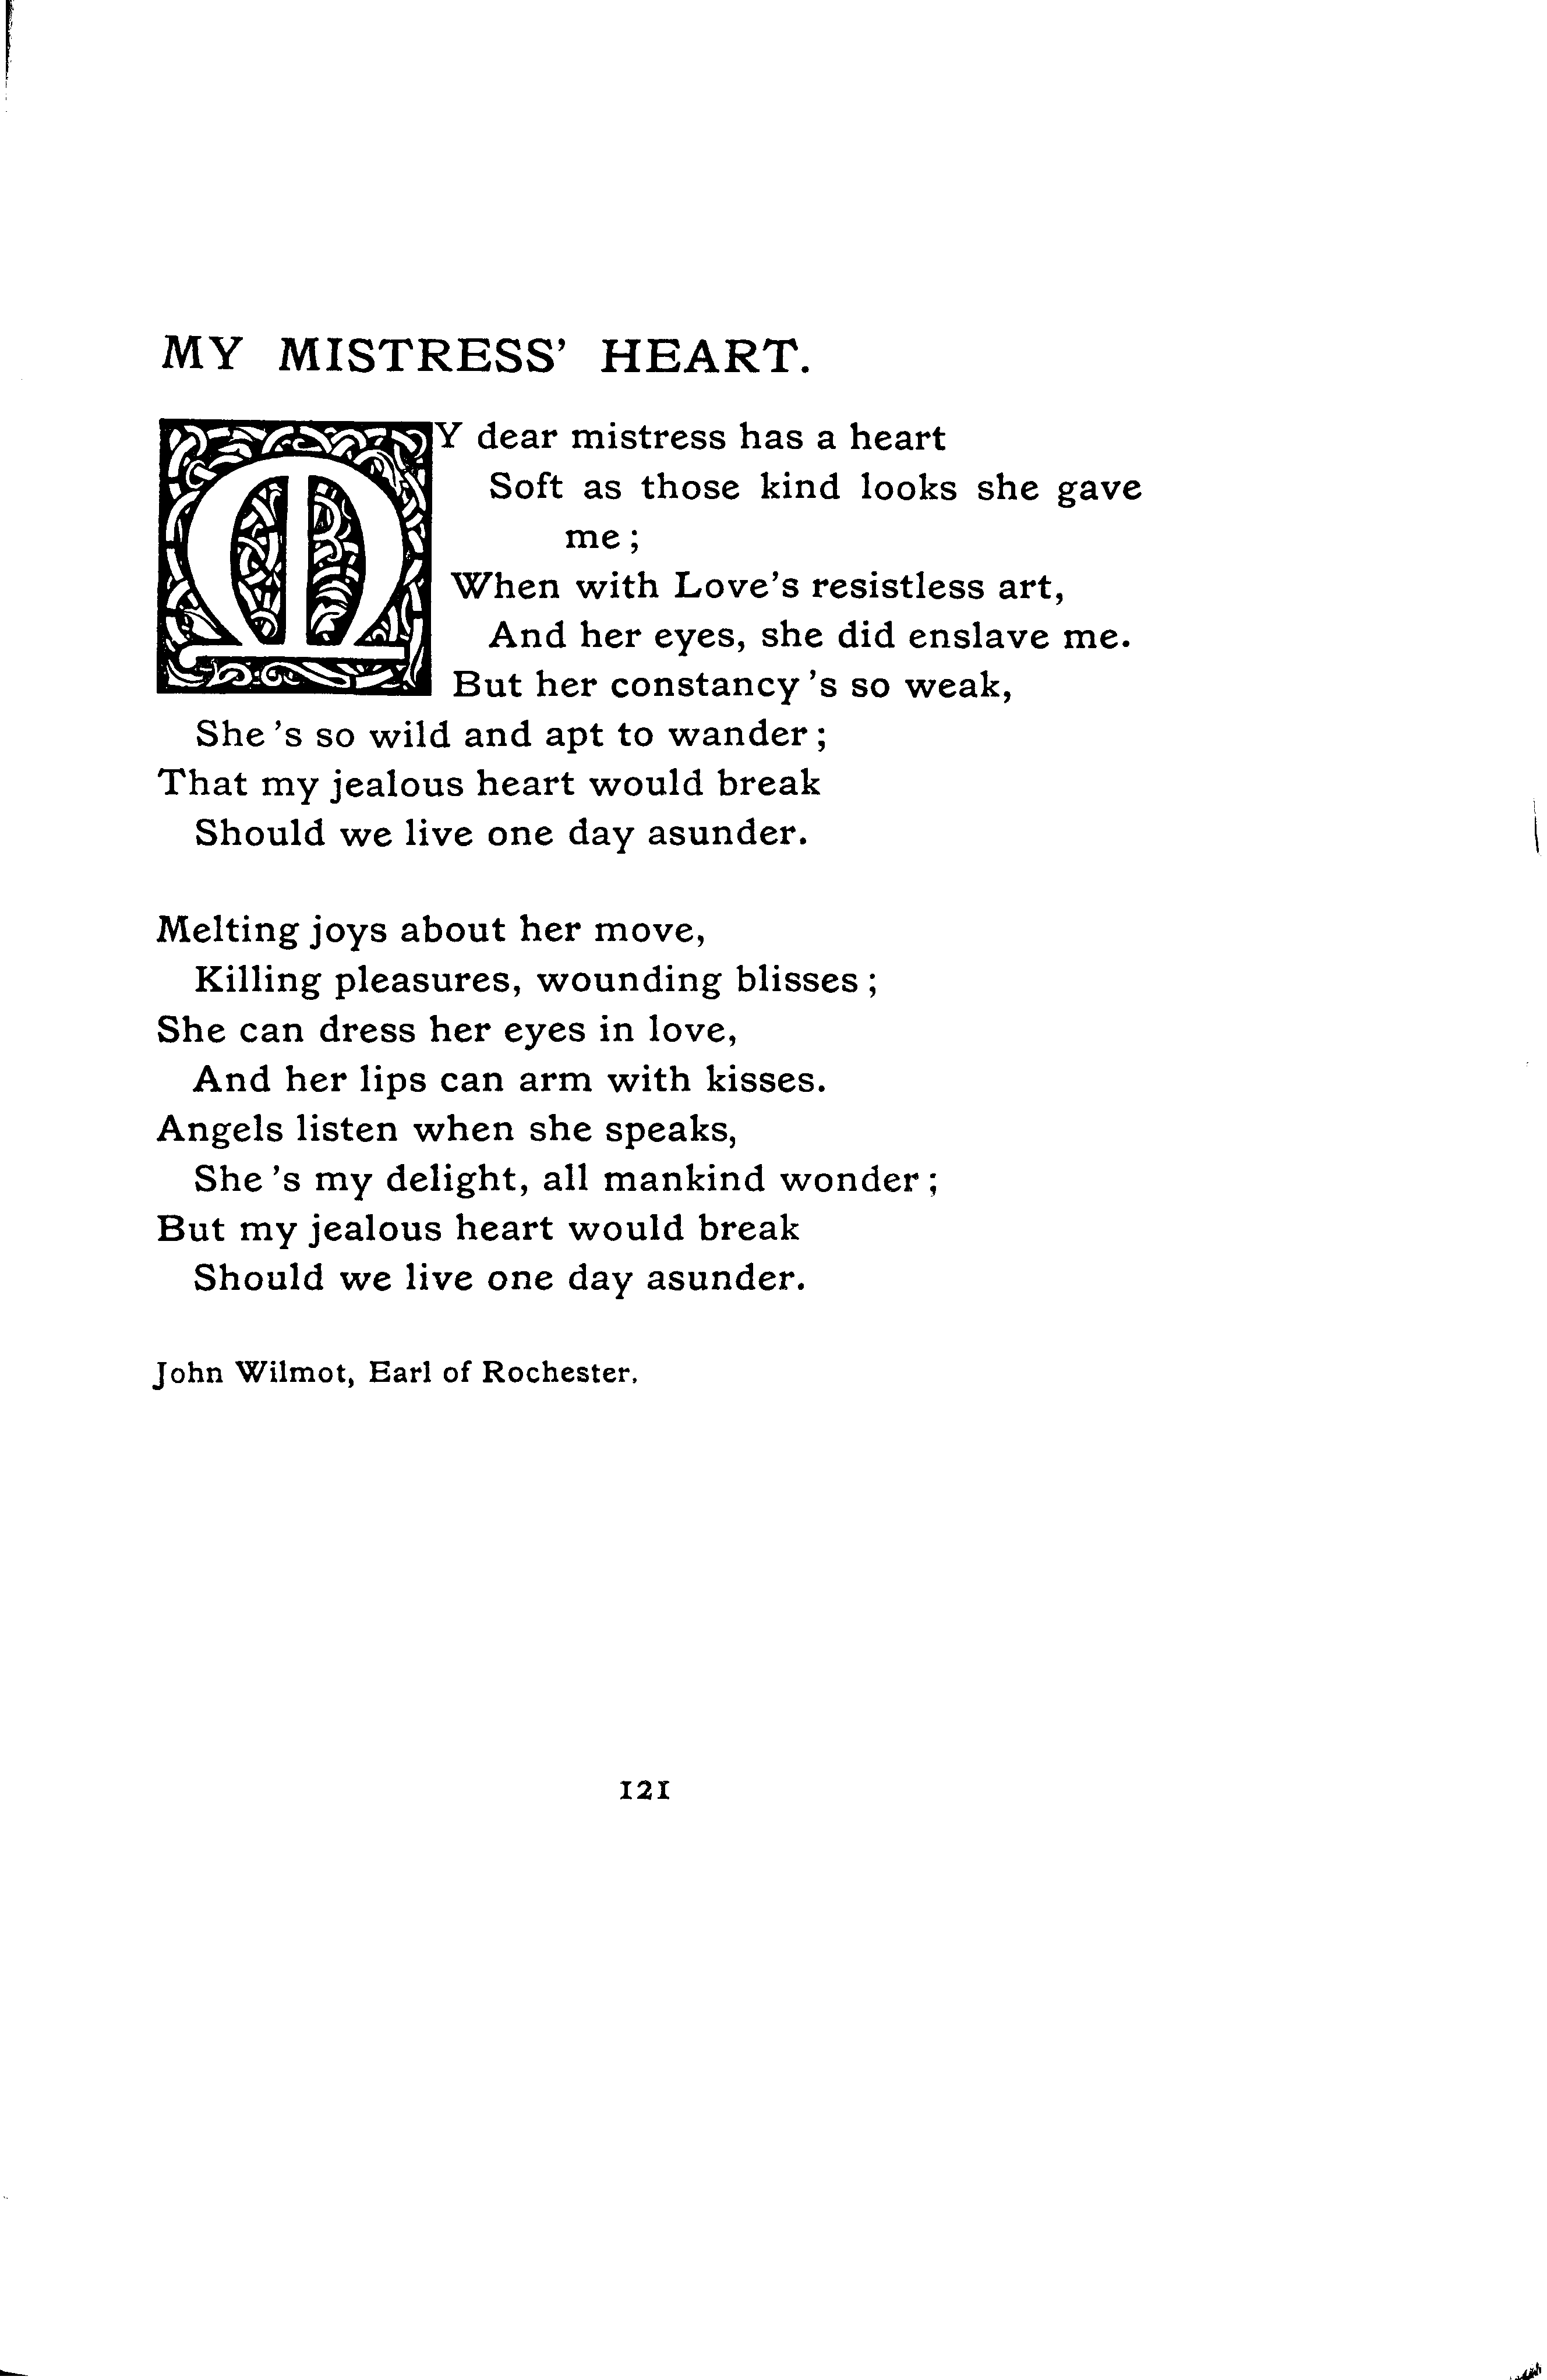 MY MISTRESS' HEART.
MY dear mistress has a heart
Soft as those kind looks she gave
me ;
When with Love's resistless art,
And her eyes, she did enslave me.
But her constancy 's so weak,
She 's so wild and apt to wander ;
That my jealous heart would break
Should we live one day asunder.
Melting joys about her move,
Killing pleasures, wounding blisses ;
She can dress her eyes in love,
And her lips can arm with kisses.
Angels listen when she speaks,
She 's my delight, all mankind wonder ;
But my jealous heart would break
Should we live one day asunder.
John Wilmot, Earl of Rochester.
121